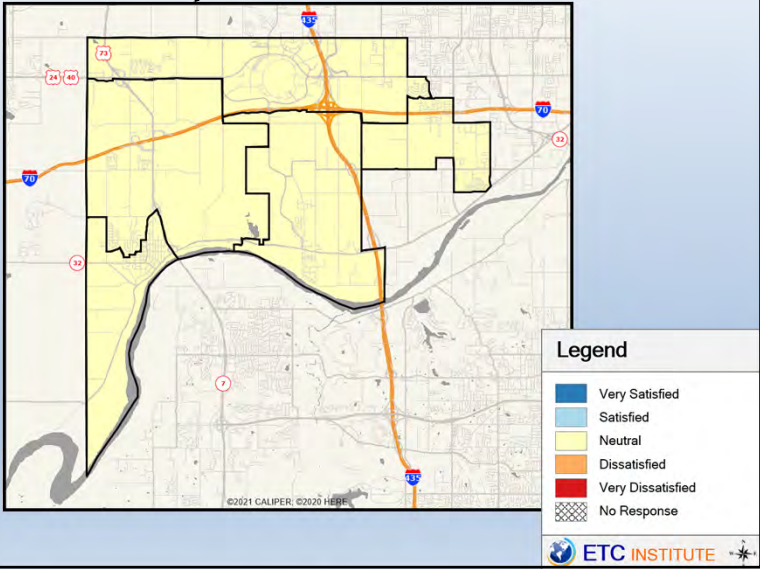 435
73
24 40
70
32
70
32
7
435
©2021 CALIPER; ©2020 HERE
Legend
Very Satisfied
Satisfied
Neutral
Dissatisfied
Very Dissatisfied
No Response
ETC INSTITUTE